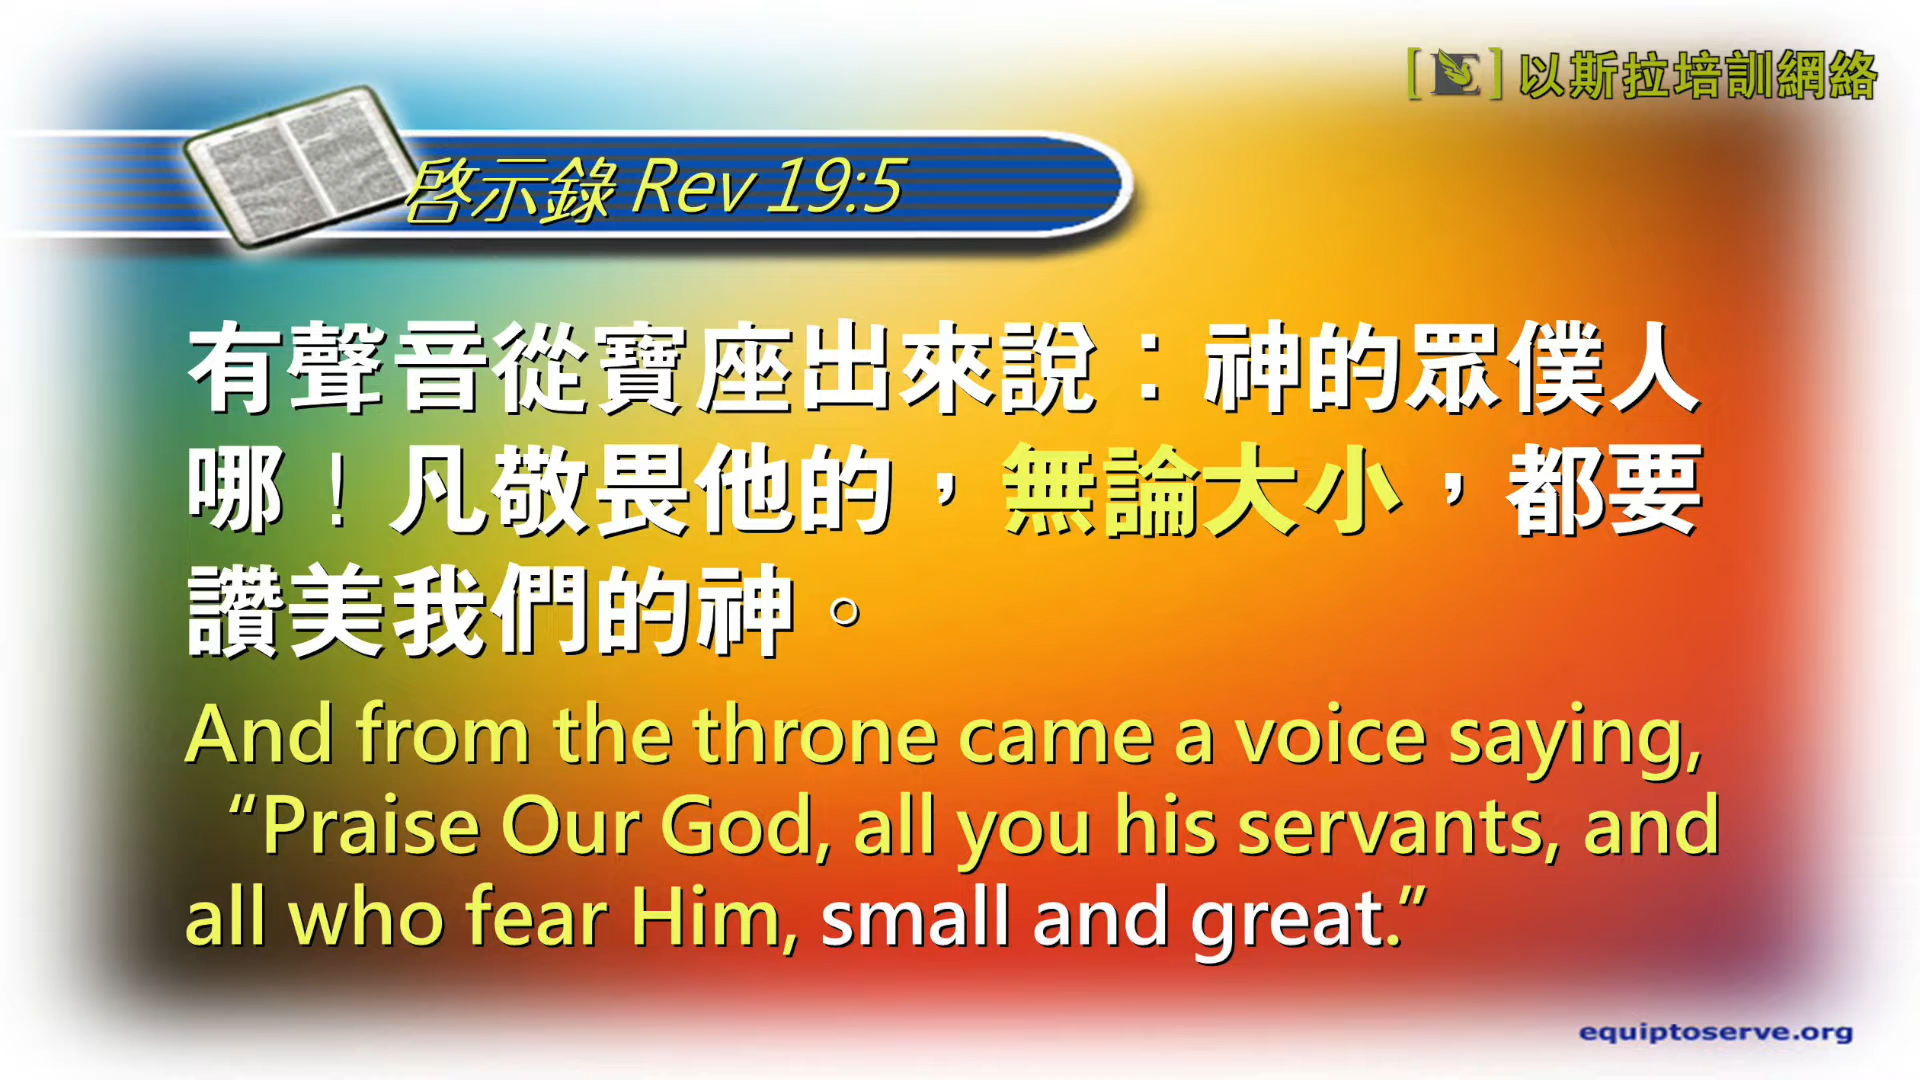 [E] 以斯拉培訓網絡
啓示錄 Rev 19:5
有聲音從寶座出來說：神的眾僕人
哪！凡敬畏他的，無論大小，都要
讚美我們的神。
And from the throne came a voice saying,
“Praise Our God, all you his servants, and
all who fear Him, small and great.”
equiptoserve.org